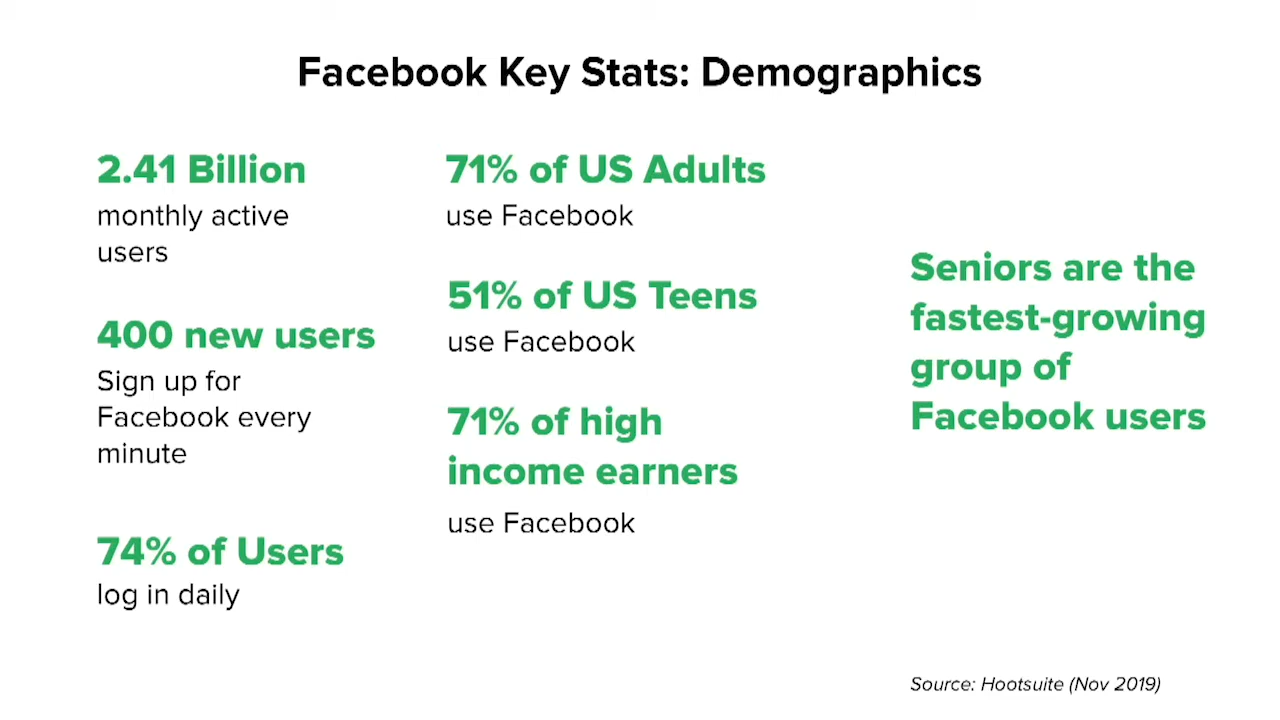 Facebook Key Stats: Demographics
2.41 Billion
monthly active
users
400 new users
Sign up for
Facebook every
minute
74% of Users
log in daily
71% of US Adults
use Facebook
51% of US Teens
use Facebook
71% of high
income earners
use Facebook
Seniors are the
fastest-growing
group of
Facebook users
Source: Hootsuite (Nov 2019)